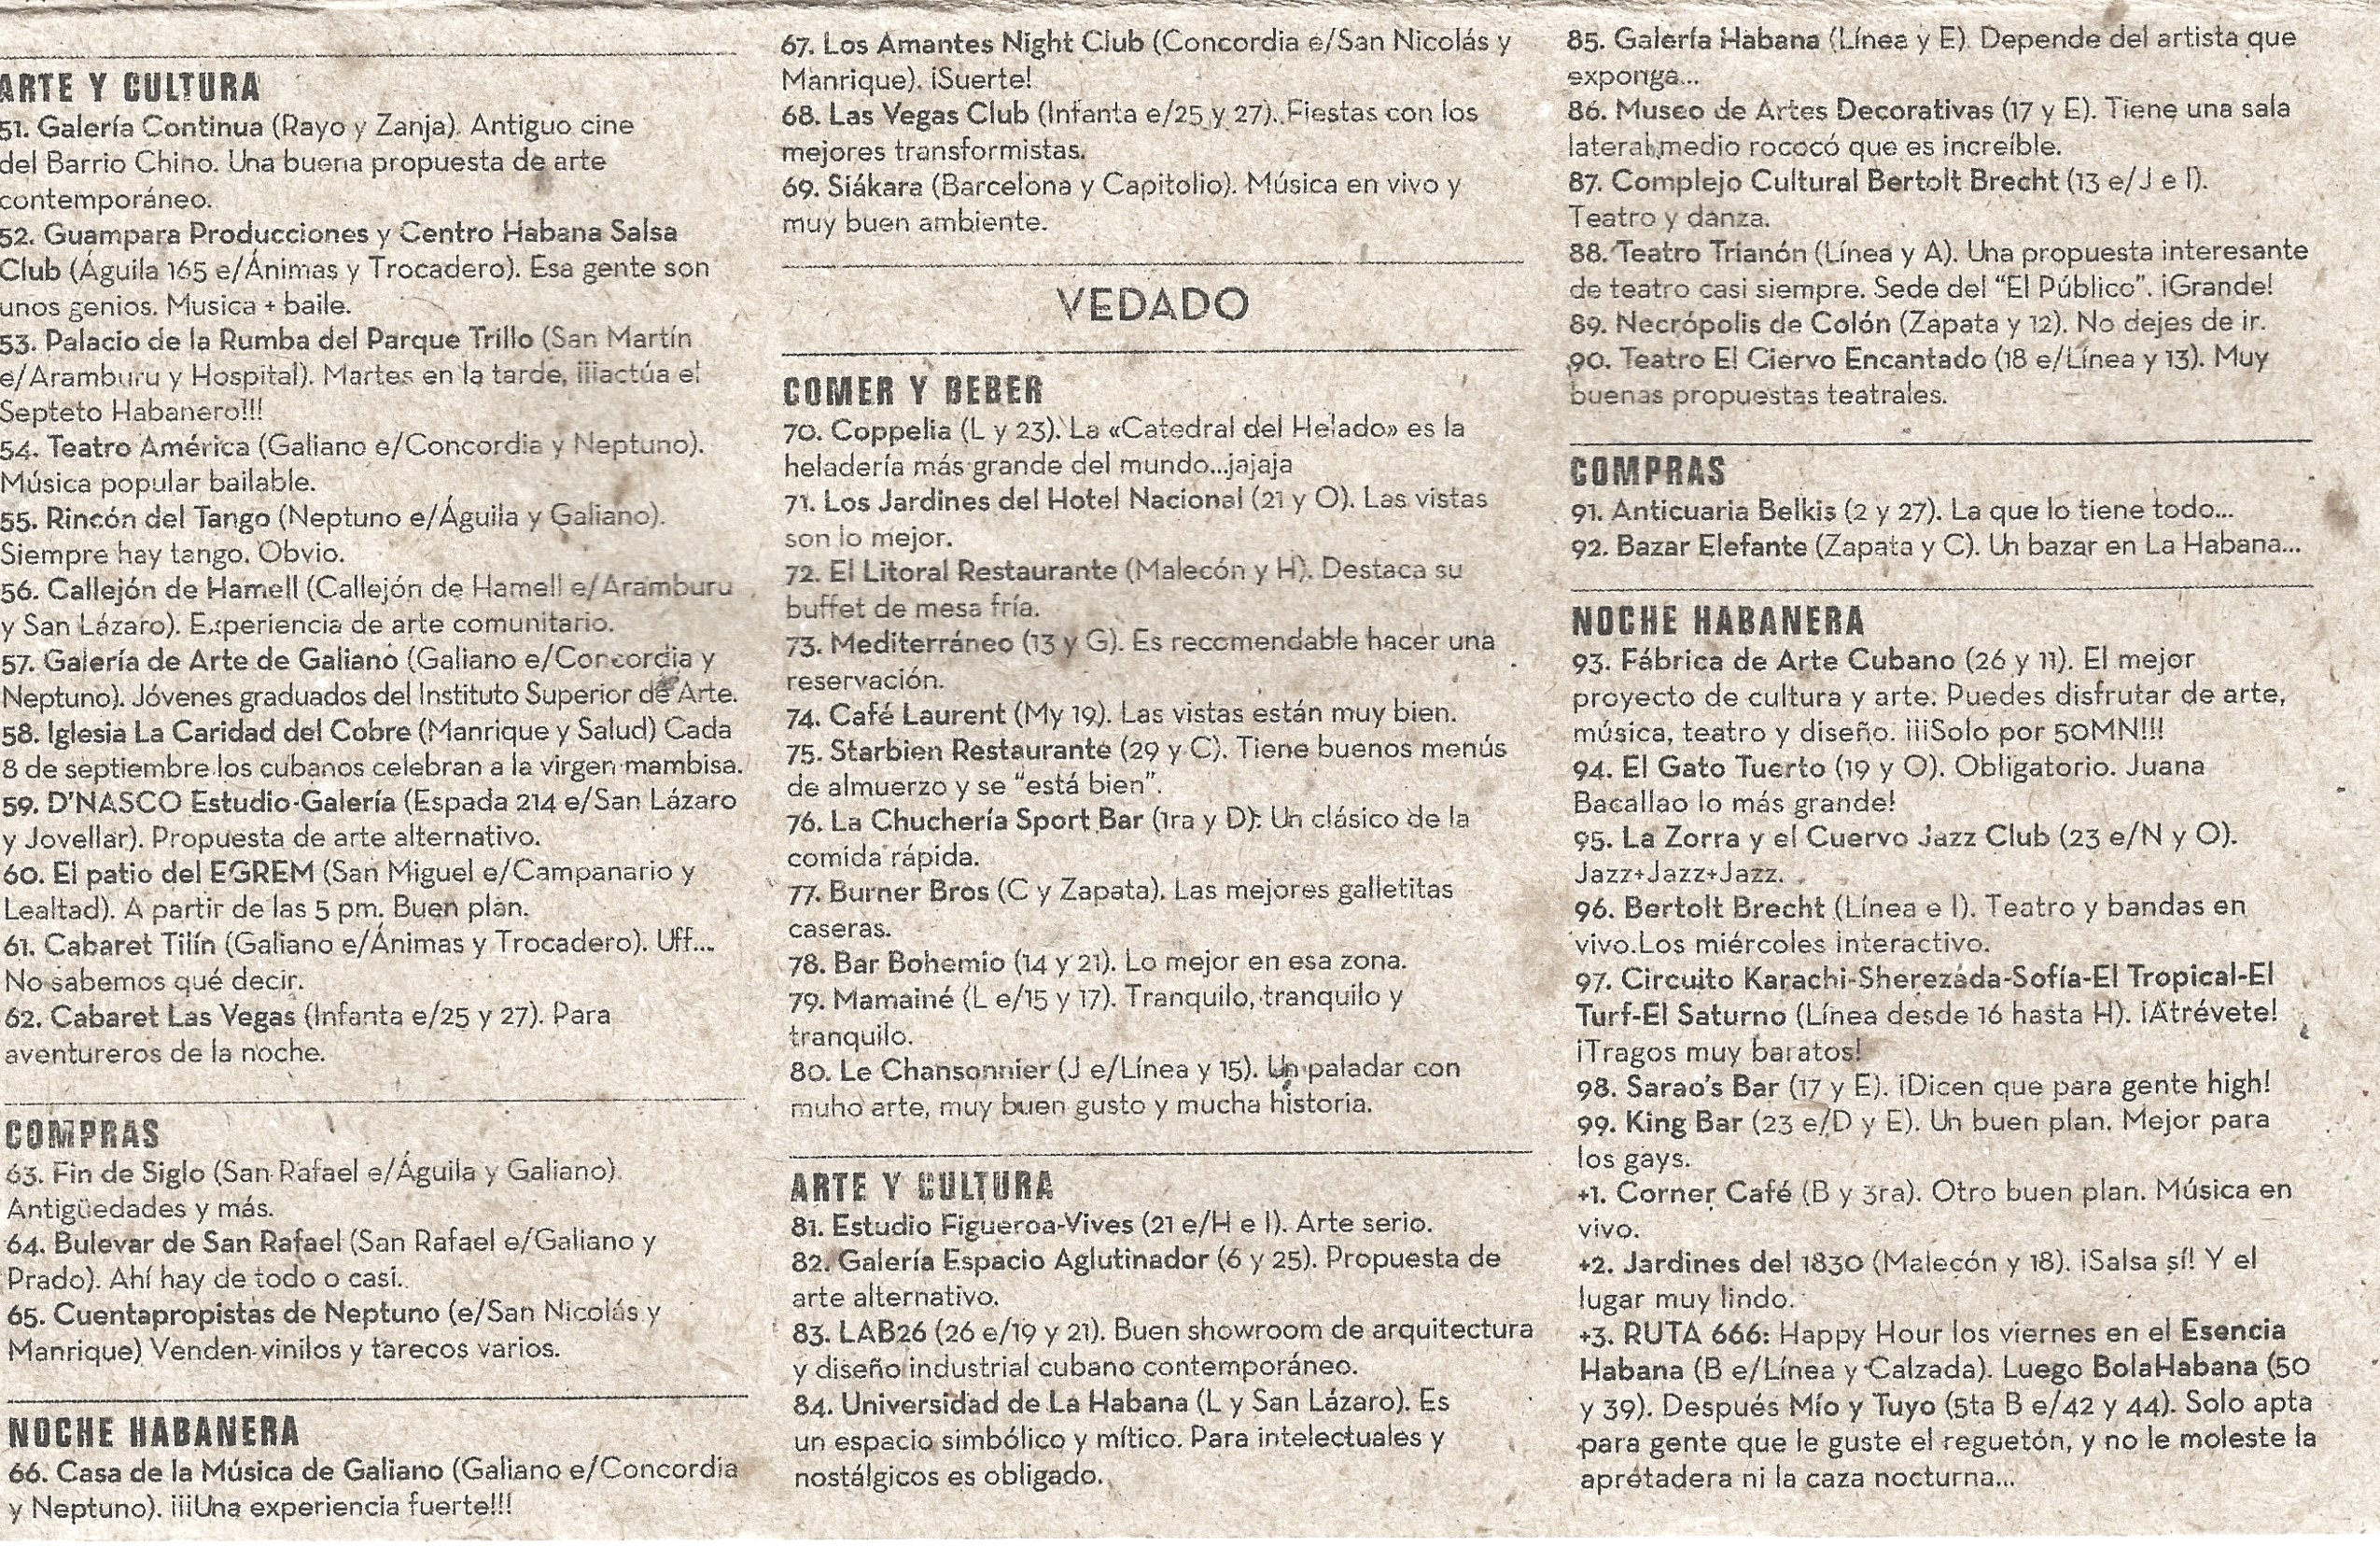 ARTE Y CULTURA
51. Galería Continua (Rayo y Zanja). Antiguo cine
del Barrio Chino. Una buena propuesta de arte
contemporáneo.
52. Guampara Producciones y Centro Habana Salsa
Club (Águila 165 e/Ánimas y Trocadero). Esa gente son
unos genios. Musica + baile.
53. Palacio de la Rumba del Parque Trillo (San Martín
e/Aramburu y Hospital). Martes en la tarde, ¡¡¡actúa el
Septeto Habanero!!!
54. Teatro América (Galiano e/Concordia y Neptuno).
Música popular bailable.
55. Rincón del Tango (Neptuno e/Águila y Galiano).
Siempre hay tango. Obvio.
56. Callejón de Hamell (Callejón de Hamell e/Aramburu
y San Lázaro). Experiencia de arte comunitario.
57. Galería de Arte de Galiano (Galiano e/Concordia y
Neptuno). Jóvenes graduados del Instituto Superior de Arte.
58. Iglesia La Caridad del Cobre (Manrique y Salud) Cada
8 de septiembre los cubanos celebran a la virgen mambisa.
59. D'NASCO Estudio-Galería (Espada 214 e/San Lázaro
y Jovellar). Propuesta de arte alternativo.
60. El patio del EGREM (San Miguel e/Campanario y
Lealtad). A partir de las 5 pm. Buen plan.
61. Cabaret Tilín (Galiano e/Ánimas y Trocadero). Uff...
No sabemos qué decir.
62. Cabaret Las Vegas (Infanta e/25 y 27). Para
aventureros de la noche.
COMPRAS
63. Fin de Siglo (San Rafael e/Águila y Galiano).
Antigüedades y más.
64. Bulevar de San Rafael (San Rafael e/Galiano y
Prado). Ahí hay de todo o casi.
65. Cuentapropistas de Neptuno (e/San Nicolás y
Manrique) Venden vinilos y tarecos varios.
NOCHE HABANERA
66. Casa de la Música de Galiano (Galiano e/Concordia
y Neptuno). ¡¡¡Una experiencia fuerte!!!
67. Los Amantes Night Club (Concordia e/San Nicolás y
Manrique). ¡Suerte!
68. Las Vegas Club (Infanta e/25 y 27). Fiestas con los
mejores transformistas.
69. Siákara (Barcelona y Capitolio). Música en vivo y
muy buen ambiente.
VEDADO
COMER Y BEBER
70. Coppelia (L y 23). La «Catedral del Helado» es la
heladería más grande del mundo...jajaja
71. Los Jardines del Hotel Nacional (21 y O). Las vistas
son lo mejor.
72. El Litoral Restaurante (Malecón y H). Destaca su
buffet de mesa fría.
73. Mediterráneo (13 y G). Es recomendable hacer una
reservación.
74. Café Laurent (My 19). Las vistas están muy bien.
75. Starbien Restaurante (29 y C). Tiene buenos menús
de almuerzo y se "está bien".
76. La Chuchería Sport Bar (1ra y D). Un clásico de la
comida rápida.
77. Burner Bros (C y Zapata). Las mejores galletitas
caseras.
78. Bar Bohemio (14 y 21). Lo mejor en esa zona.
79. Mamainé (L e/15 y 17). Tranquilo, tranquilo y
tranquilo.
80. Le Chansonnier (J e/Línea y 15). Un paladar con
muho arte, muy buen gusto y mucha historia.
ARTE Y CULTURA
81. Estudio Figueroa-Vives (21 e/H e I). Arte serio.
82. Galería Espacio Aglutinador (6 y 25). Propuesta de
arte alternativo.
83. LAB26 (26 e/19 y 21). Buen showroom de arquitectura
y diseño industrial cubano contemporáneo.
84. Universidad de La Habana (L y San Lázaro). Es
un espacio simbólico y mítico. Para intelectuales y
nostálgicos es obligado.
85. Galería Habana (Línea y E). Depende del artista que
exponga...
86. Museo de Artes Decorativas (17 y E). Tiene una sala
lateral medio rococó que es increíble.
87. Complejo Cultural Bertolt Brecht (13 e/J e I).
Teatro y danza.
88. Teatro Trianón (Línea y A). Una propuesta interesante
de teatro casi siempre. Sede del "El Público". ¡Grande!
89. Necrópolis de Colón (Zapata y 12). No dejes de ir.
90. Teatro El Ciervo Encantado (18 e/Línea y 13). Muy
buenas propuestas teatrales.
COMPRAS
91. Anticuaria Belkis (2 y 27). La que lo tiene todo...
92. Bazar Elefante (Zapata y C). Un bazar en La Habana...
NOCHE HABANERA
93. Fábrica de Arte Cubano (26 y 11). El mejor
proyecto de cultura y arte. Puedes disfrutar de arte,
música, teatro y diseño. ¡¡¡Solo por 50MN!!!
94. El Gato Tuerto (19 y O). Obligatorio. Juana
Bacallao lo más grande!
95. La Zorra y el Cuervo Jazz Club (23 e/N y O).
Jazz+Jazz+Jazz.
96. Bertolt Brecht (Línea e I). Teatro y bandas en
vivo.Los miércoles interactivo.
97. Circuito Karachi-Sherezada-Sofía-El Tropical-El
Turf-El Saturno (Línea desde 16 hasta H). ¡Atrévete!
¡Tragos muy baratos!
98. Sarao's Bar (17 y E). ¡Dicen que para gente high!
99. King Bar (23 e/D y E). Un buen plan. Mejor para
los gays.
+1. Corner Café (B y 3ra). Otro buen plan. Música en
vivo.
+2. Jardines del 1830 (Malecón y 18). ¡Salsa sí! Y el
lugar muy lindo.
+3. RUTA 666: Happy Hour los viernes en el Esencia
Habana (B e/Línea y Calzada). Luego BolaHabana (50
y 39). Después Mío y Tuyo (5ta B e/42 y 44). Solo apta
para gente que le guste el reguetón, y no le moleste la
apretadera ni la caza nocturna...